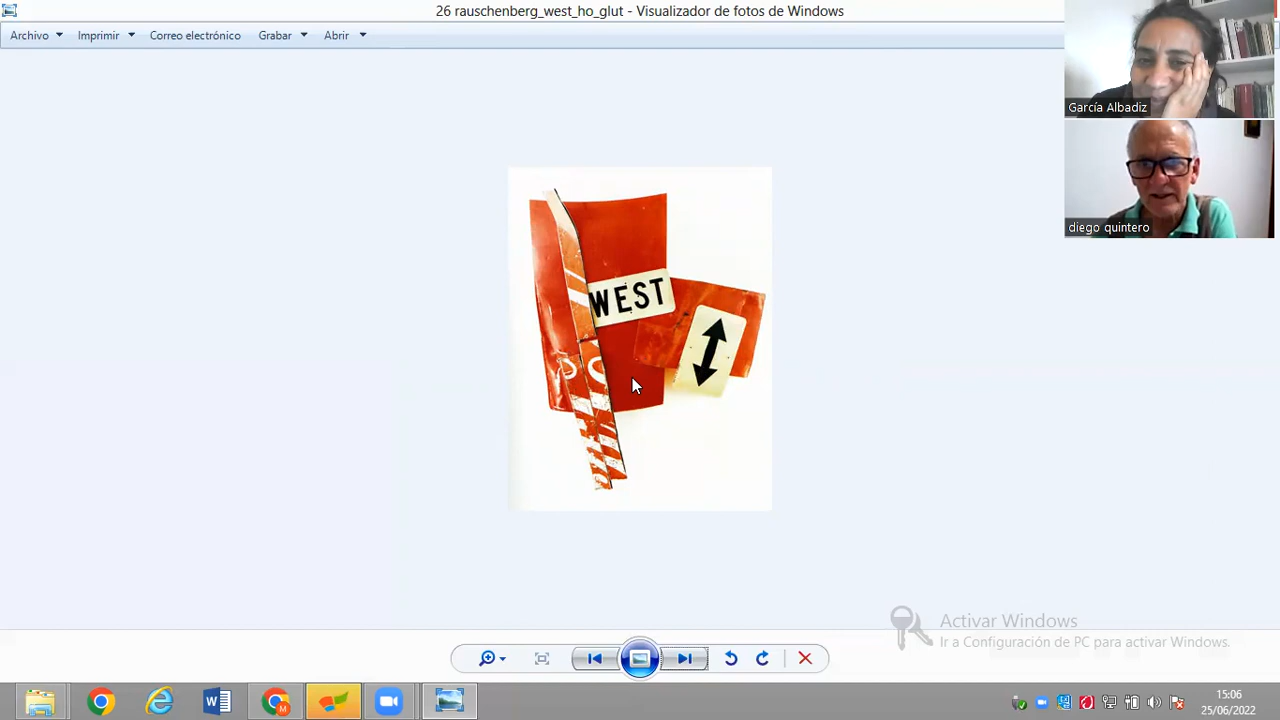 26 rauschenberg_west_ho_glut - Visualizador de fotos de Windows
Archivo Imprimir Correo electrónico Grabar Abrir
García Albadiz
diego quintero
WEST
Activar Windows
Ir a Configuración de PC para activar Windows.
15:06
25/06/2022